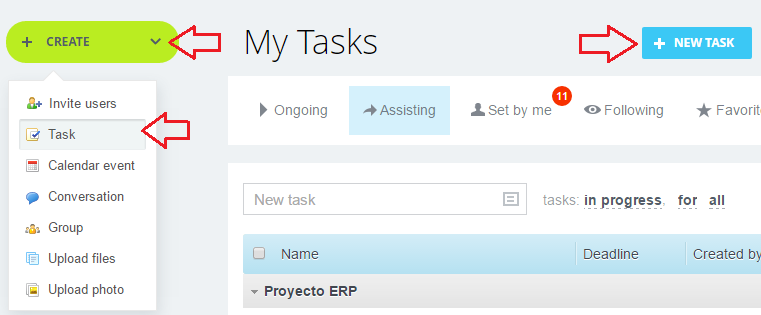 + CREATE
My Tasks
+ NEW TASK
Invite users
Task
Calendar event
Conversation
Group
Upload files
Upload photo
Ongoing
Assisting
Set by me
11
Following
Favorit
New task
tasks: in progress, for all
Name
Deadline
Created by
Proyecto ERP